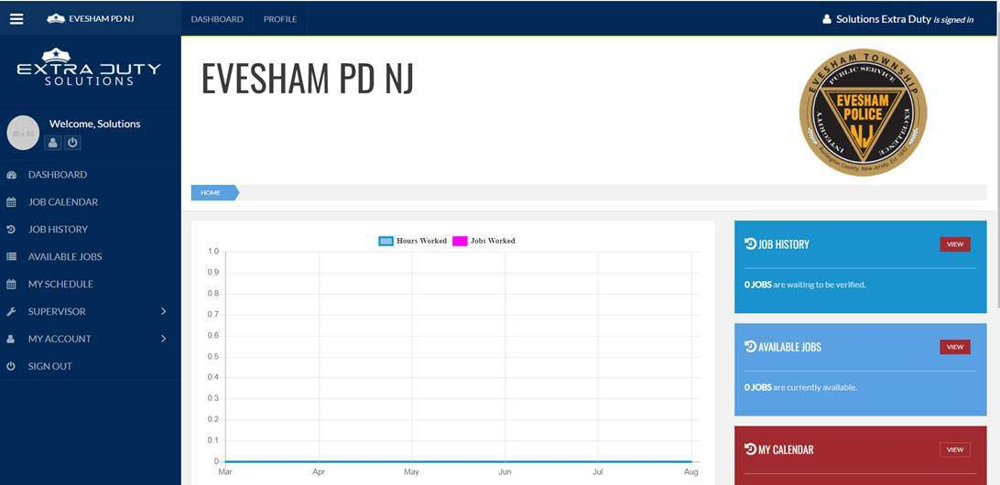 EVESHAM PD NJ
DASHBOARD
PROFILE
Solutions Extra Duty is signed in
EXTRA DUTY
SOLUTIONS
50 x 50
Welcome, Solutions
DASHBOARD
JOB CALENDAR
JOB HISTORY
AVAILABLE JOBS
MY SCHEDULE
SUPERVISOR
MY ACCOUNT
SIGN OUT
EVESHAM PD NJ
EVESHAM TOWNSHIP
PUBLIC SERVICE
EVESHAM
POLICE
NJ
INTEGRITY
EXCELLENCE
Burlington County, New Jersey, Est. 1692
HOME
Hours Worked
Jobs Worked
1.0
0.9
0.8
0.7
0.6
0.5
0.4
0.3
0.2
0.1
0
Mar Apr May Jun Jul Aug
JOB HISTORY
VIEW
0 JOBS are waiting to be verified.
AVAILABLE JOBS
VIEW
0 JOBS are currently available.
MY CALENDAR
VIEW